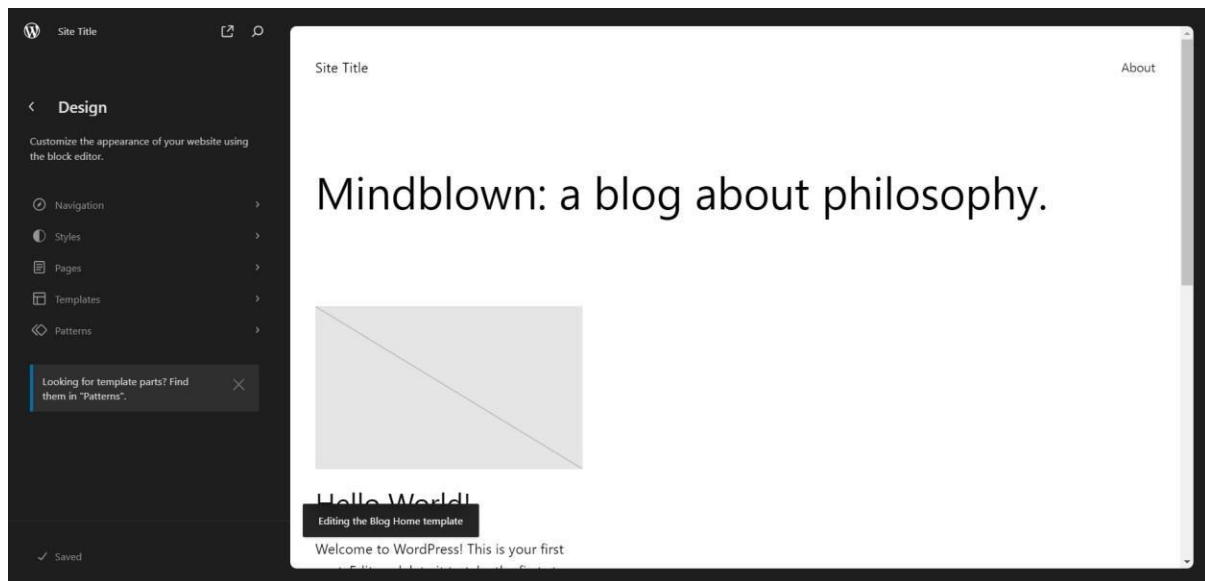 Site Title
Design
Customize the appearance of your website using
the block editor.
Navigation
Styles
Pages
Templates
Patterns
Looking for template parts? Find
them in "Patterns".
Saved
Site Title
About
Mindblown: a blog about philosophy.
Hello World!
Editing the Blog Home template
Welcome to WordPress! This is your first